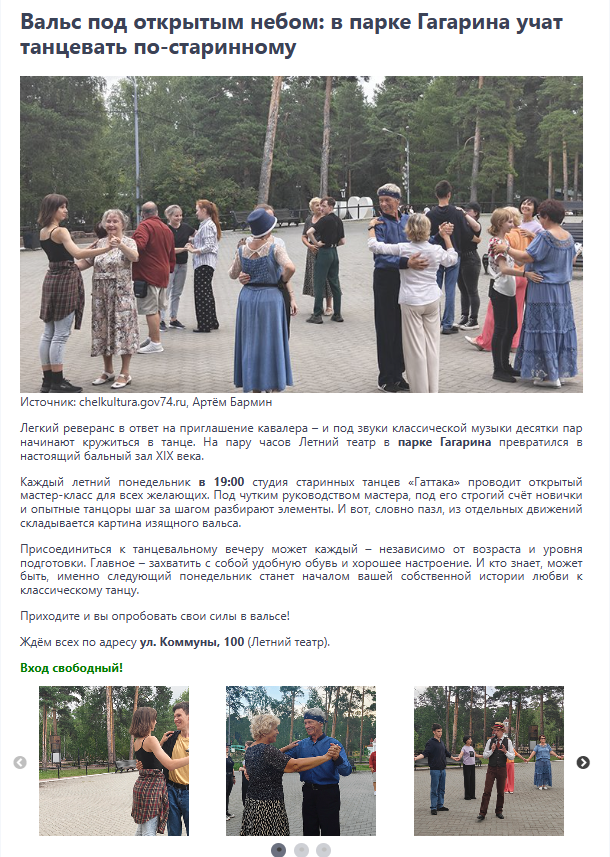 Вальс под открытым небом: в парке Гагарина учат
танцевать по-старинному
Источник: chelkultura.gov74.ru, Артём Бармин
Легкий реверанс в ответ на приглашение кавалера – и под звуки классической музыки десятки пар
начинают кружиться в танце. На пару часов Летний театр в парке Гагарина превратился в
настоящий бальный зал XIX века.
Каждый летний понедельник в 19:00 студия старинных танцев «Гаттака» проводит открытый
мастер-класс для всех желающих. Под чутким руководством мастера, под его строгий счёт новички
и опытные танцоры шаг за шагом разбирают элементы. И вот, словно пазл, из отдельных движений
складывается картина изящного вальса.
Присоединиться к танцевальному вечеру может каждый – независимо от возраста и уровня
подготовки. Главное – захватить с собой удобную обувь и хорошее настроение. И кто знает, может
быть, именно следующий понедельник станет началом вашей собственной истории любви к
классическому танцу.
Приходите и вы опробовать свои силы в вальсе!
Ждём всех по адресу ул. Коммуны, 100 (Летний театр).
Вход свободный!